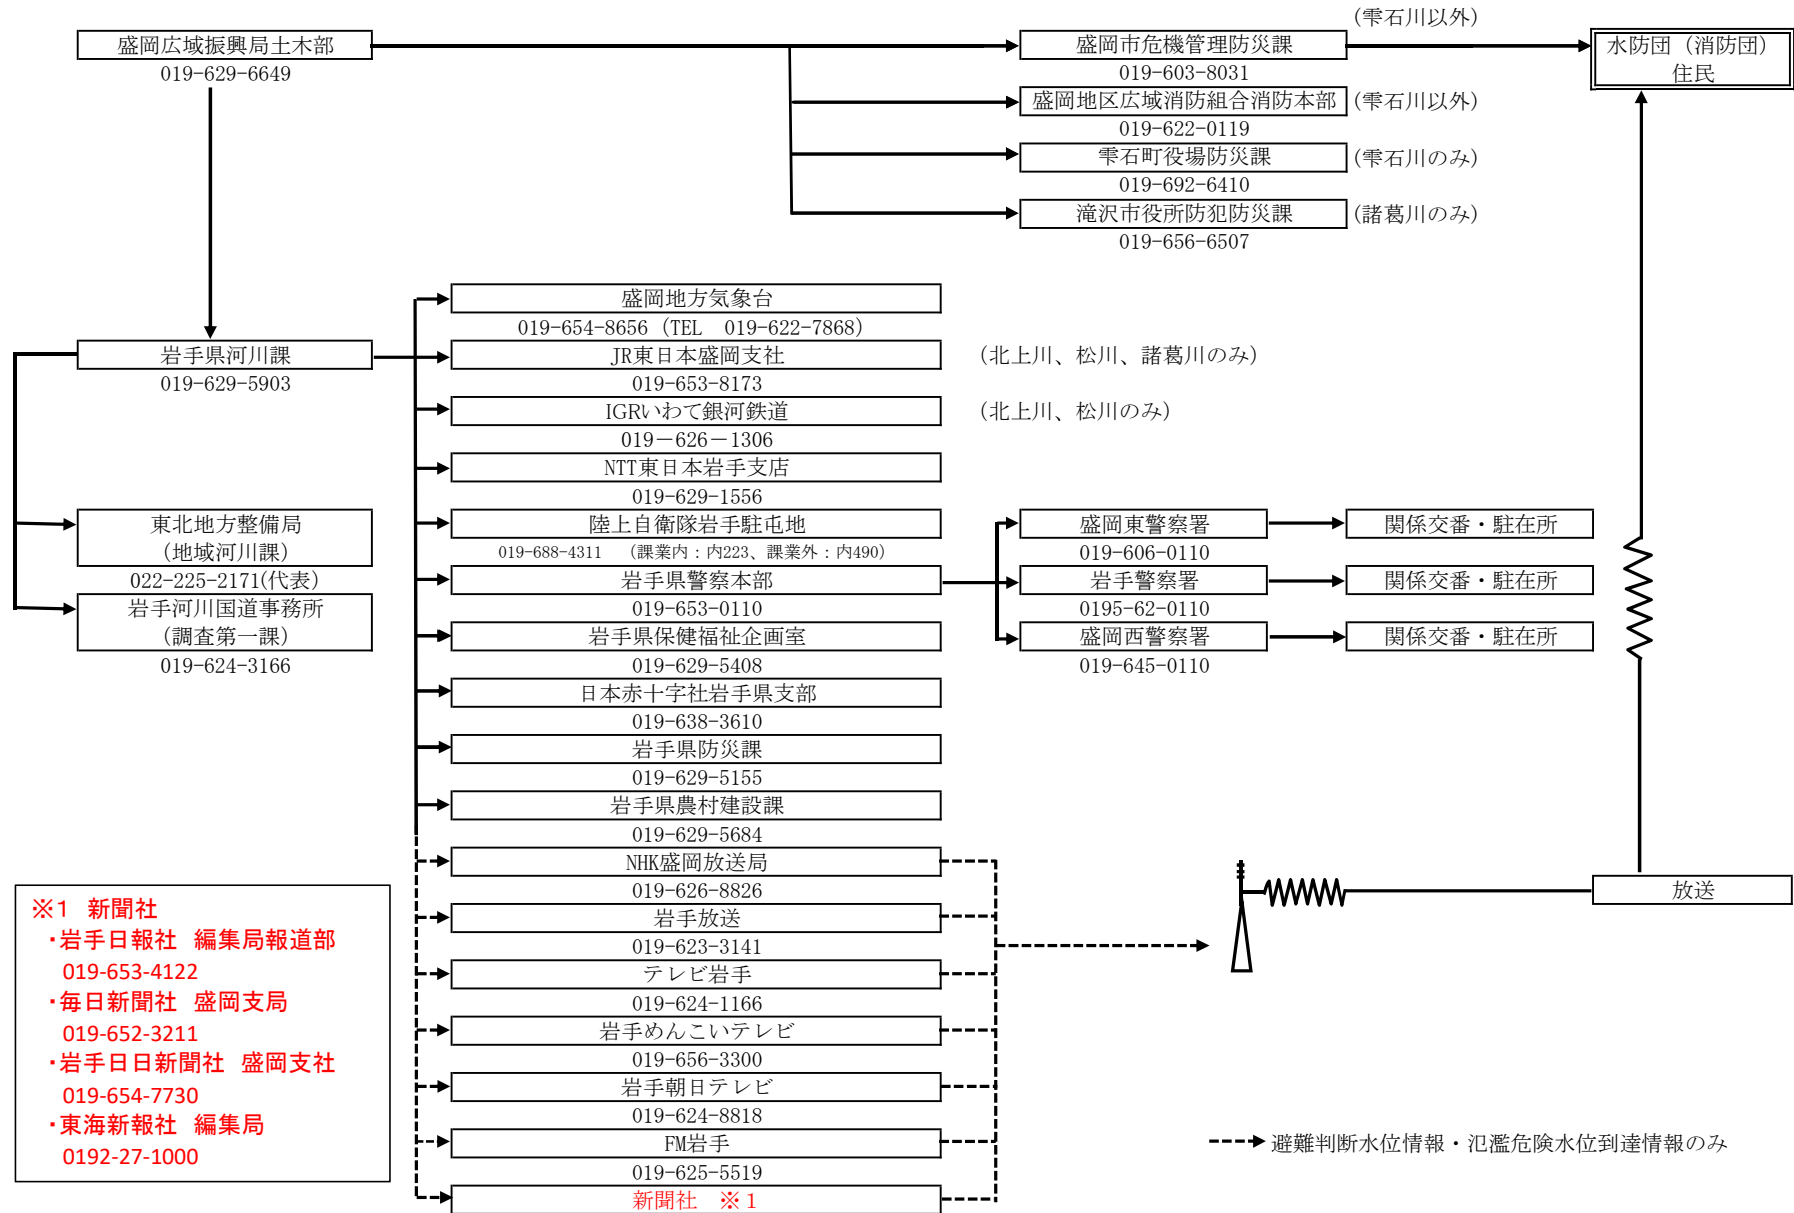 (雫石川以外)
盛岡広域振興局土木部
019-629-6649
盛岡市危機管理防災課
019-603-8031
水防団（消防団）
住民
盛岡地区広域消防組合消防本部
(雫石川以外)
019-622-0119
雫石町役場防災課
(雫石川のみ)
019-692-6410
滝沢市役所防犯防災課
(諸葛川のみ)
019-656-6507
盛岡地方気象台
019-654-8656（TEL　019-622-7868）
岩手県河川課
019-629-5903
JR東日本盛岡支社
(北上川、松川、諸葛川のみ)
019-653-8173
IGRいわて銀河鉄道
(北上川、松川のみ)
019－626－1306
NTT東日本岩手支店
019-629-1556
陸上自衛隊岩手駐屯地
019-688-4311　（課業内：内223、課業外：内490）
岩手県警察本部
019-653-0110
岩手県保健福祉企画室
019-629-5408
日本赤十字社岩手県支部
019-638-3610
岩手県防災課
019-629-5155
岩手県農村建設課
019-629-5684
NHK盛岡放送局
019-626-8826
岩手放送
019-623-3141
テレビ岩手
019-624-1166
岩手めんこいテレビ
019-656-3300
岩手朝日テレビ
019-624-8818
FM岩手
019-625-5519
新聞社　※１
東北地方整備局
（地域河川課）
022-225-2171(代表）
岩手河川国道事務所
（調査第一課）
019-624-3166
盛岡東警察署
019-606-0110
関係交番・駐在所
岩手警察署
0195-62-0110
関係交番・駐在所
盛岡西警察署
019-645-0110
関係交番・駐在所
放送
避難判断水位情報・氾濫危険水位到達情報のみ
※1　新聞社
・岩手日報社　編集局報道部
019-653-4122
・毎日新聞社　盛岡支局
019-652-3211
・岩手日日新聞社　盛岡支社
019-654-7730
・東海新報社　編集局
0192-27-1000